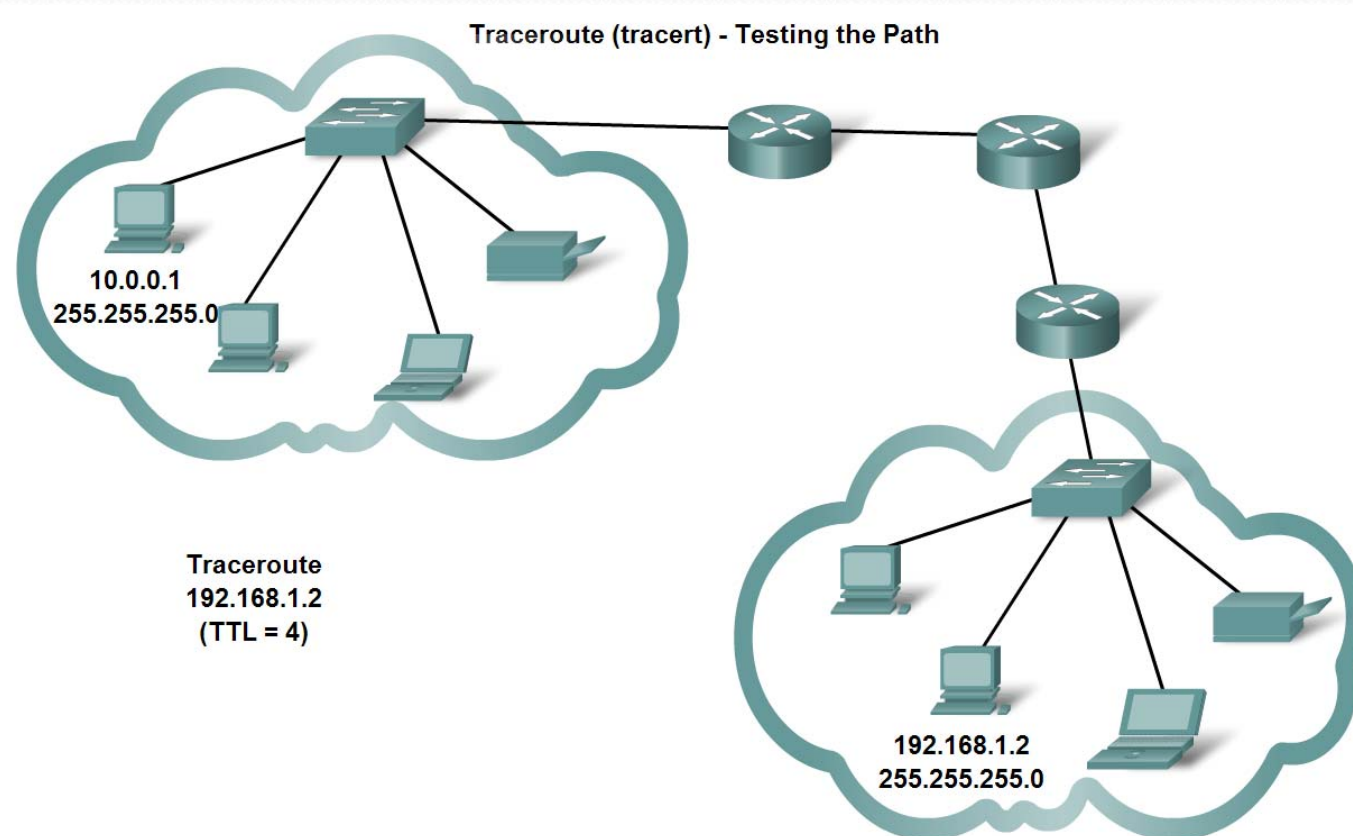 Traceroute (tracert) - Testing the Path
10.0.0.1
255.255.255.0
Traceroute
192.168.1.2
(TTL = 4)
192.168.1.2
255.255.255.0